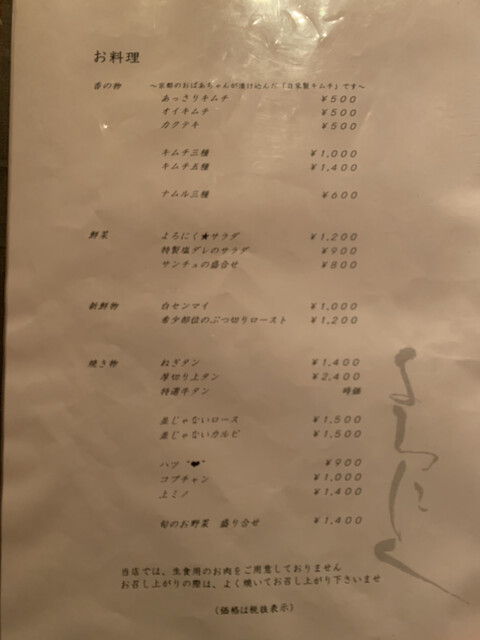 お料理
香の物 ～京都のおばあちゃんが漬け込んだ「自家製キムチ」です～
あっさりキムチ ¥500
オイキムチ ¥500
カクテキ ¥500
キムチ三種 ¥1,000
キムチ五種 ¥1,400
ナムル三種 ¥600
鮮菜 よろにく★サラダ ¥1,200
特製塩ダレのサラダ ¥900
サンチュの盛合せ ¥800
新鮮物 白センマイ ¥1,000
希少部位のぶつ切りロースト ¥1,200
焼き物 ねぎタン ¥1,400
厚切り上タン ¥2,400
特選牛タン 時価
並じゃないロース ¥1,500
並じゃないカルビ ¥1,500
ハツ "❤" ¥900
コプチャン ¥1,000
上ミノ ¥1,400
旬のお野菜 盛り合せ ¥1,400
よろにく
当店では、生食用のお肉をご用意しておりません
お召し上がりの際は、よく焼いてお召し上がり下さいませ
(価格は税抜表示)